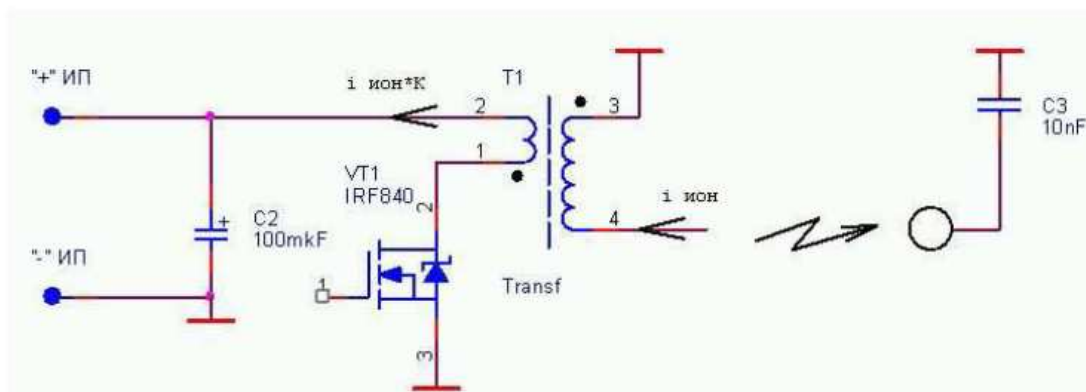 "+" ИП
i ион*К
T1
2
3
1
C3
10nF
VT1
IRF840
2
C2
+
100mkF
i ион
4
"-" ИП
1
Transf
3